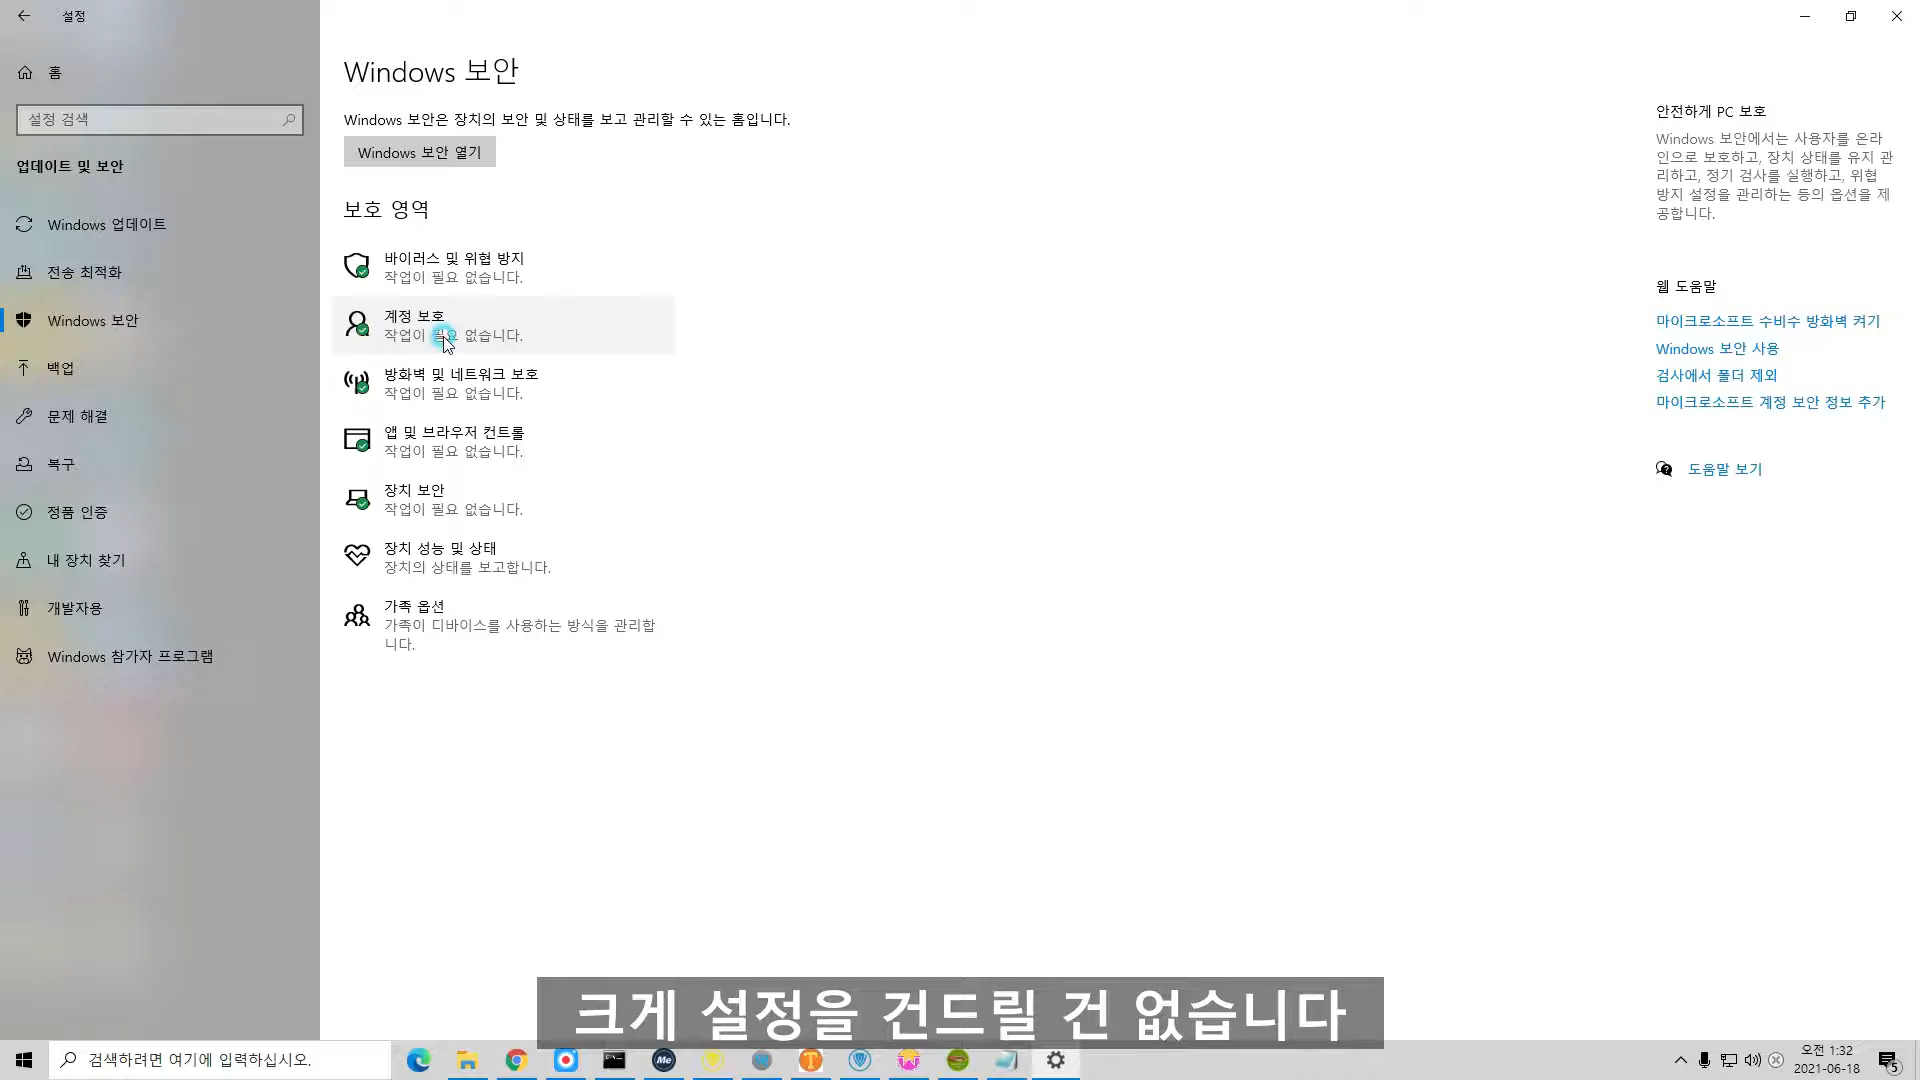 설정
홈
설정 검색
업데이트 및 보안
Windows 업데이트
전송 최적화
Windows 보안
백업
문제 해결
복구
정품 인증
내 장치 찾기
개발자용
Windows 참가자 프로그램
Windows 보안
Windows 보안은 장치의 보안 및 상태를 보고 관리할 수 있는 홈입니다.
Windows 보안 열기
보호 영역
바이러스 및 위협 방지
작업이 필요 없습니다.
계정 보호
작업이 필요 없습니다.
방화벽 및 네트워크 보호
작업이 필요 없습니다.
앱 및 브라우저 컨트롤
작업이 필요 없습니다.
장치 보안
작업이 필요 없습니다.
장치 성능 및 상태
장치의 상태를 보고합니다.
가족 옵션
가족이 디바이스를 사용하는 방식을 관리합
니다.
안전하게 PC 보호
Windows 보안에서는 사용자를 온라
인으로 보호하고, 장치 상태를 유지 관
리하고, 정기 검사를 실행하고, 위협
방지 설정을 관리하는 등의 옵션을 제
공합니다.
웹 도움말
마이크로소프트 수비수 방화벽 켜기
Windows 보안 사용
검사에서 폴더 제외
마이크로소프트 계정 보안 정보 추가
도움말 보기
크게 설정을 건드릴 건 없습니다
검색하려면 여기에 입력하십시오.
Me
T
오전 1:32
2021-06-18
5